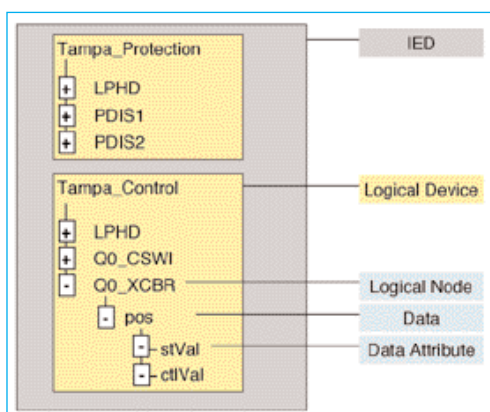 IED
Tampa_Protection
LPHD
PDIS1
PDIS2
Tampa_Control
Logical Device
LPHD
Q0_CSWI
Q0_XCBR
Logical Node
pos
Data
stVal
Data Attribute
ctlVal